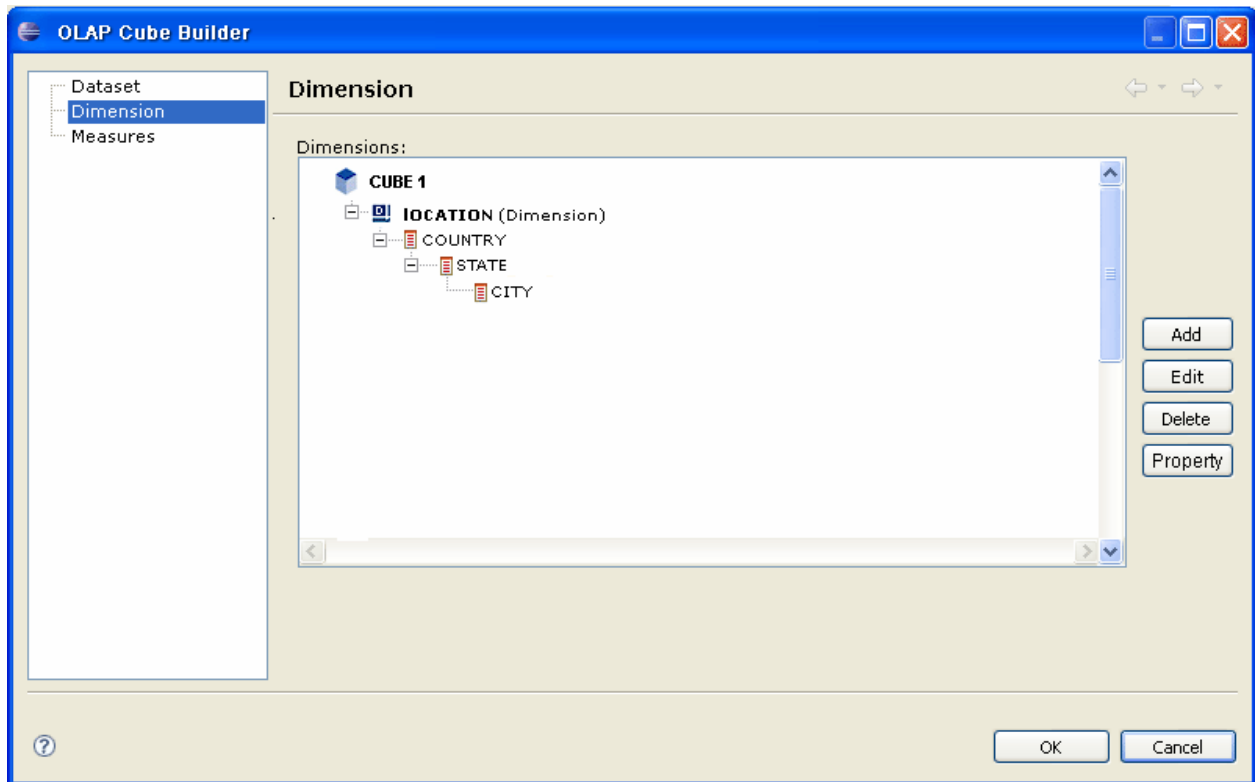 OLAP Cube Builder
Dataset
Dimension
Measures
Dimension
Dimensions:
CUBE 1
lOCATION (Dimension)
COUNTRY
STATE
CITY
Add
Edit
Delete
Property
OK
Cancel